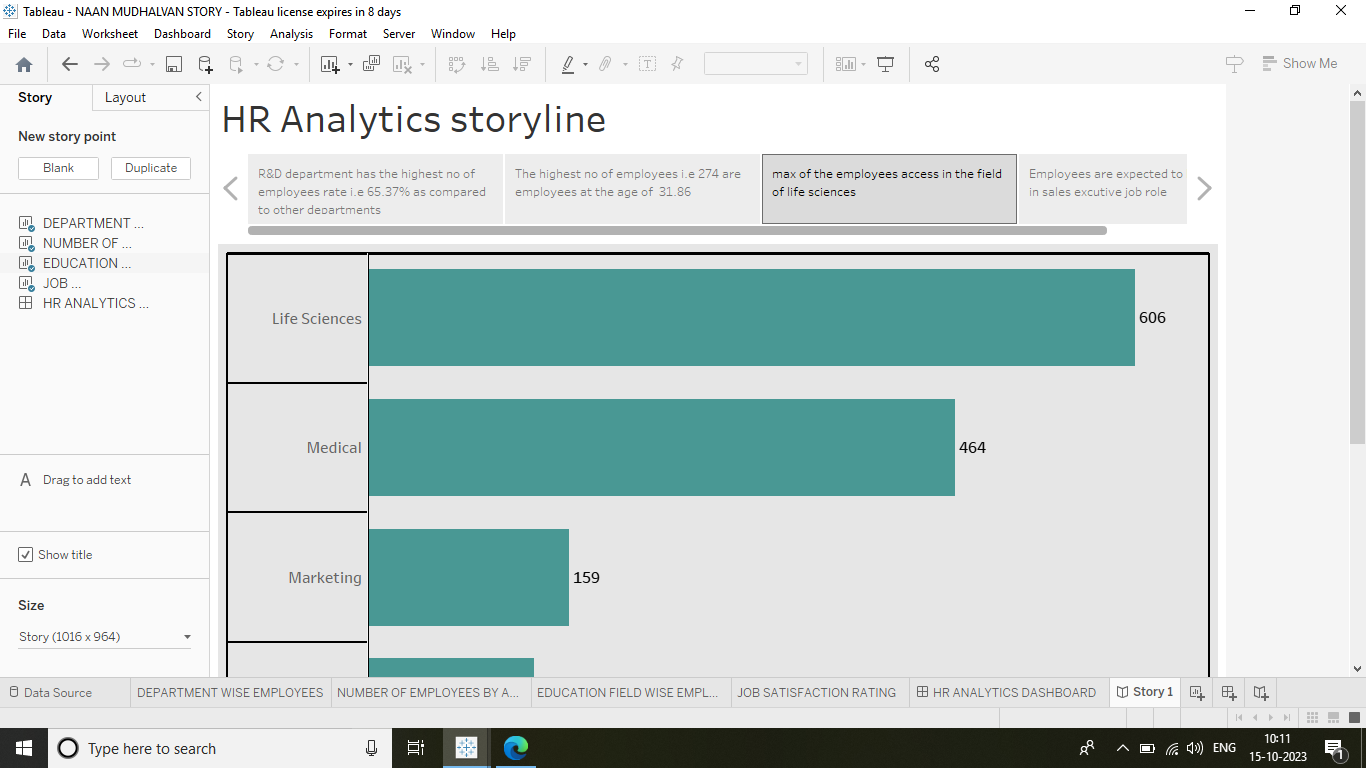 Tableau - NAAN MUDHALVAN STORY - Tableau license expires in 8 days
File Data Worksheet Dashboard Story Analysis Format Server Window Help
Show Me
Story Layout
New story point
Blank Duplicate
DEPARTMENT ...
NUMBER OF ...
EDUCATION ...
JOB ...
HR ANALYTICS ...
A Drag to add text
Show title
Size
Story (1016 x 964)
HR Analytics storyline
R&D department has the highest no of
employees rate i.e 65.37% as compared
to other departments
The highest no of employees i.e 274 are
employees at the age of 31.86
max of the employees access in the field
of life sciences
Employees are expected to
in sales excutive job role
Life Sciences 606
Medical 464
Marketing 159
Data Source DEPARTMENT WISE EMPLOYEES NUMBER OF EMPLOYEES BY A... EDUCATION FIELD WISE EMPL... JOB SATISFACTION RATING HR ANALYTICS DASHBOARD Story 1
Type here to search
ENG
10:11
15-10-2023
1